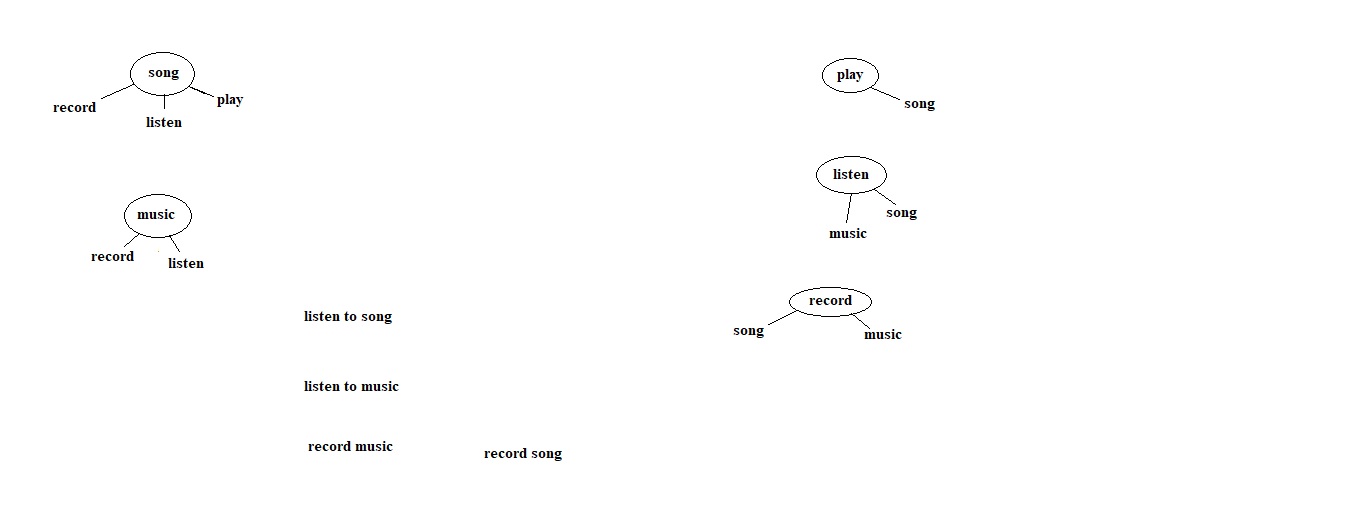 song
record
listen
play
music
record
listen
listen to song
listen to music
record music
record song
play
song
listen
song
music
record
song
music